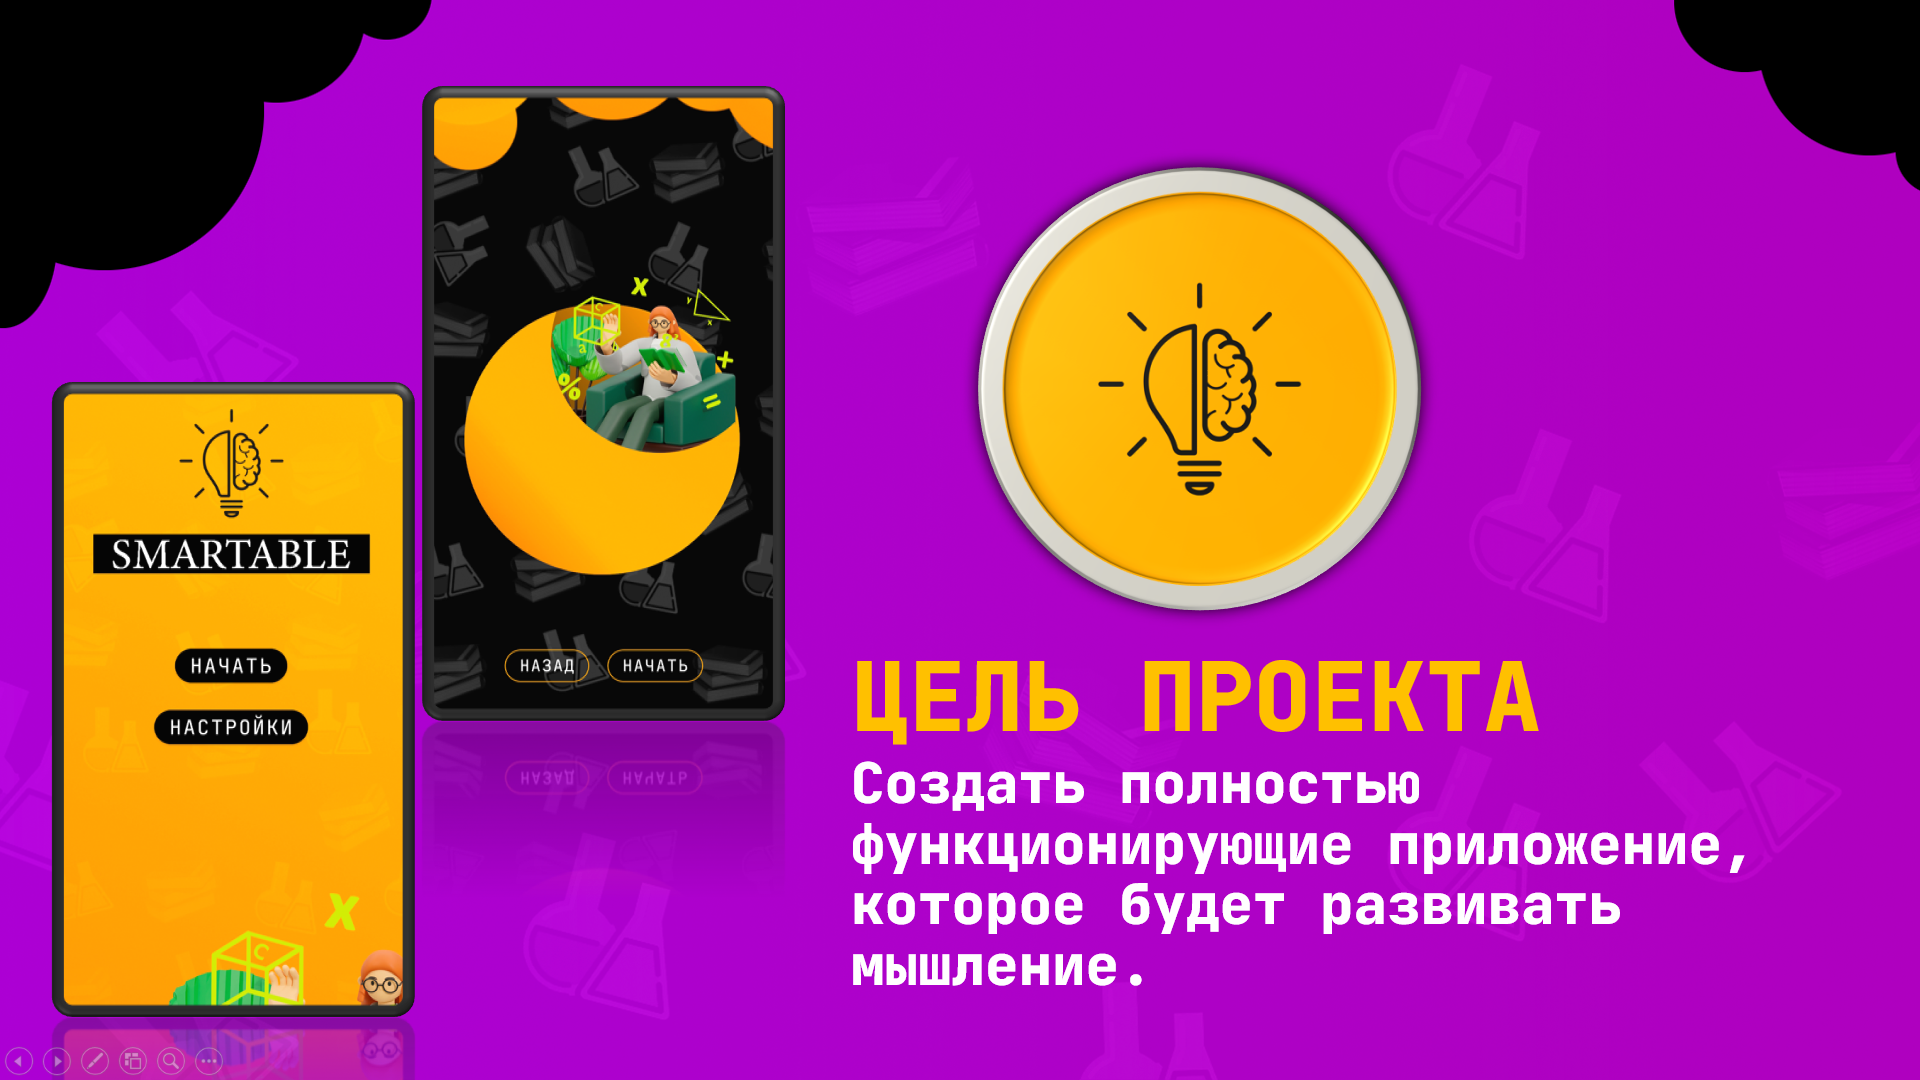 SMARTABLE
НАЧАТЬ
НАСТРОЙКИ
X
C
X
C
a
y
x
%
+
=
НАЗАД
НАЧАТЬ
ЦЕЛЬ ПРОЕКТА
Создать полностью
функционирующие приложение,
которое будет развивать
мышление.